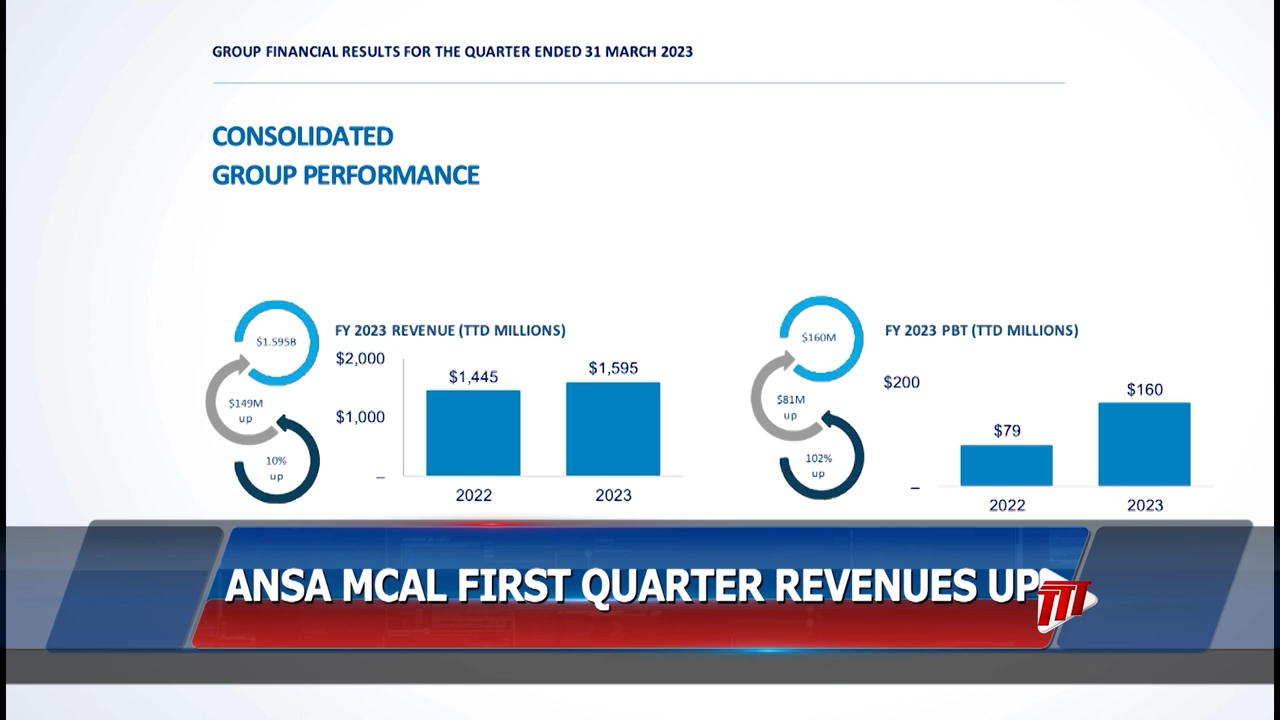 GROUP FINANCIAL RESULTS FOR THE QUARTER ENDED 31 MARCH 2023
CONSOLIDATED
GROUP PERFORMANCE
$1.595B
$149M
up
10%
up
FY 2023 REVENUE (TTD MILLIONS)
$2,000
$1,000
–
$1,445
$1,595
2022
2023
$160M
$81M
up
102%
up
FY 2023 PBT (TTD MILLIONS)
$200
–
$79
$160
2022
2023
ANSA MCAL FIRST QUARTER REVENUES UP
TTT